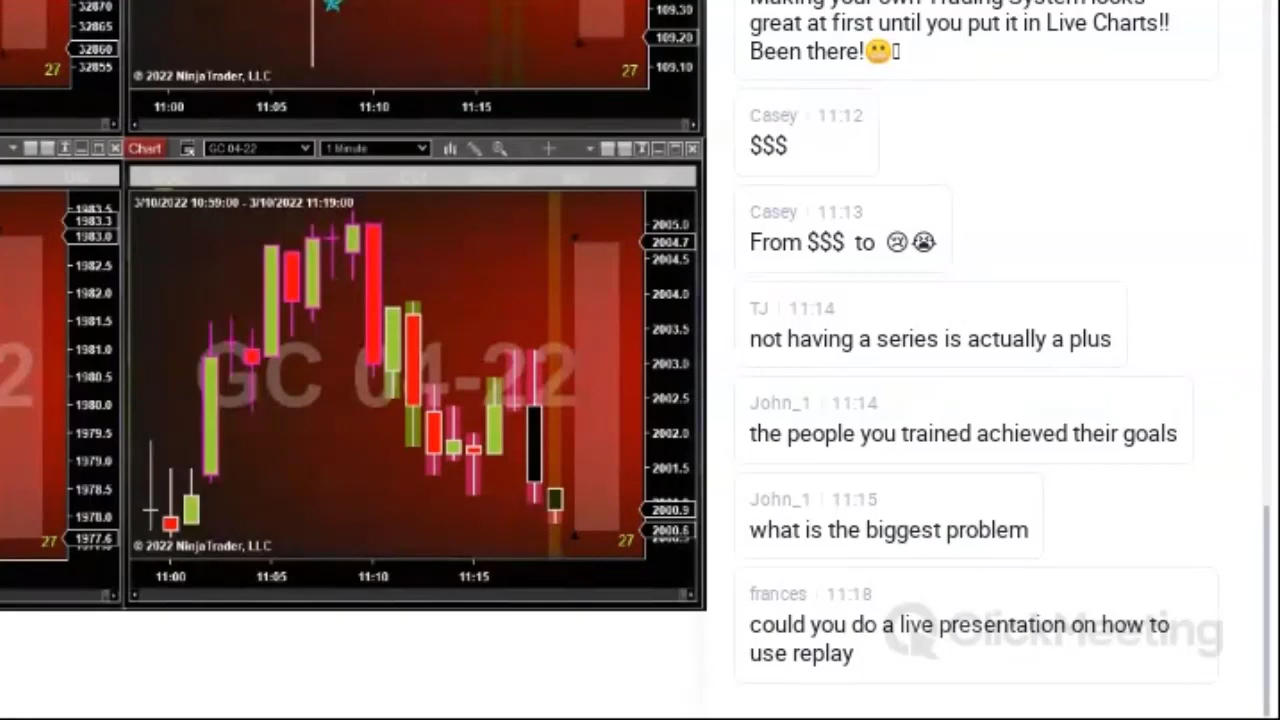 32870
32865
32860
32855
27
© 2022 NinjaTrader, LLC
109.30
109.20
109.10
27
11:00
11:05
11:10
11:15
Chart
GC 04-22
1 Minute
1983.5
1983.3
1983.0
1982.5
1982.0
1981.5
1981.0
1980.5
1980.0
1979.5
1979.0
1978.5
1978.0
1977.6
27
2
3/10/2022 10:59:00 - 3/10/2022 11:19:00
GC 04-22
2005.0
2004.7
2004.5
2004.0
2003.5
2003.0
2002.5
2002.0
2001.5
2000.9
2000.6
27
© 2022 NinjaTrader, LLC
11:00
11:05
11:10
11:15
Making your own Trading System looks
great at first until you put it in Live Charts!!
Been there!😬
Casey 11:12
$$$
Casey 11:13
From $$$ to 😢😭
TJ 11:14
not having a series is actually a plus
John_1 11:14
the people you trained achieved their goals
John_1 11:15
what is the biggest problem
frances 11:18
could you do a live presentation on how to
use replay
ClickMeeting